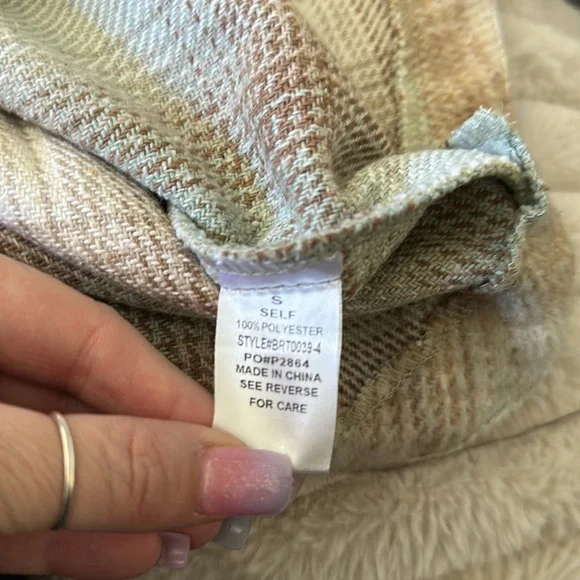 S
SELF
100% POLYESTER
STYLE#BRT0039-4
PO#P2864
MADE IN CHINA
SEE REVERSE
FOR CARE